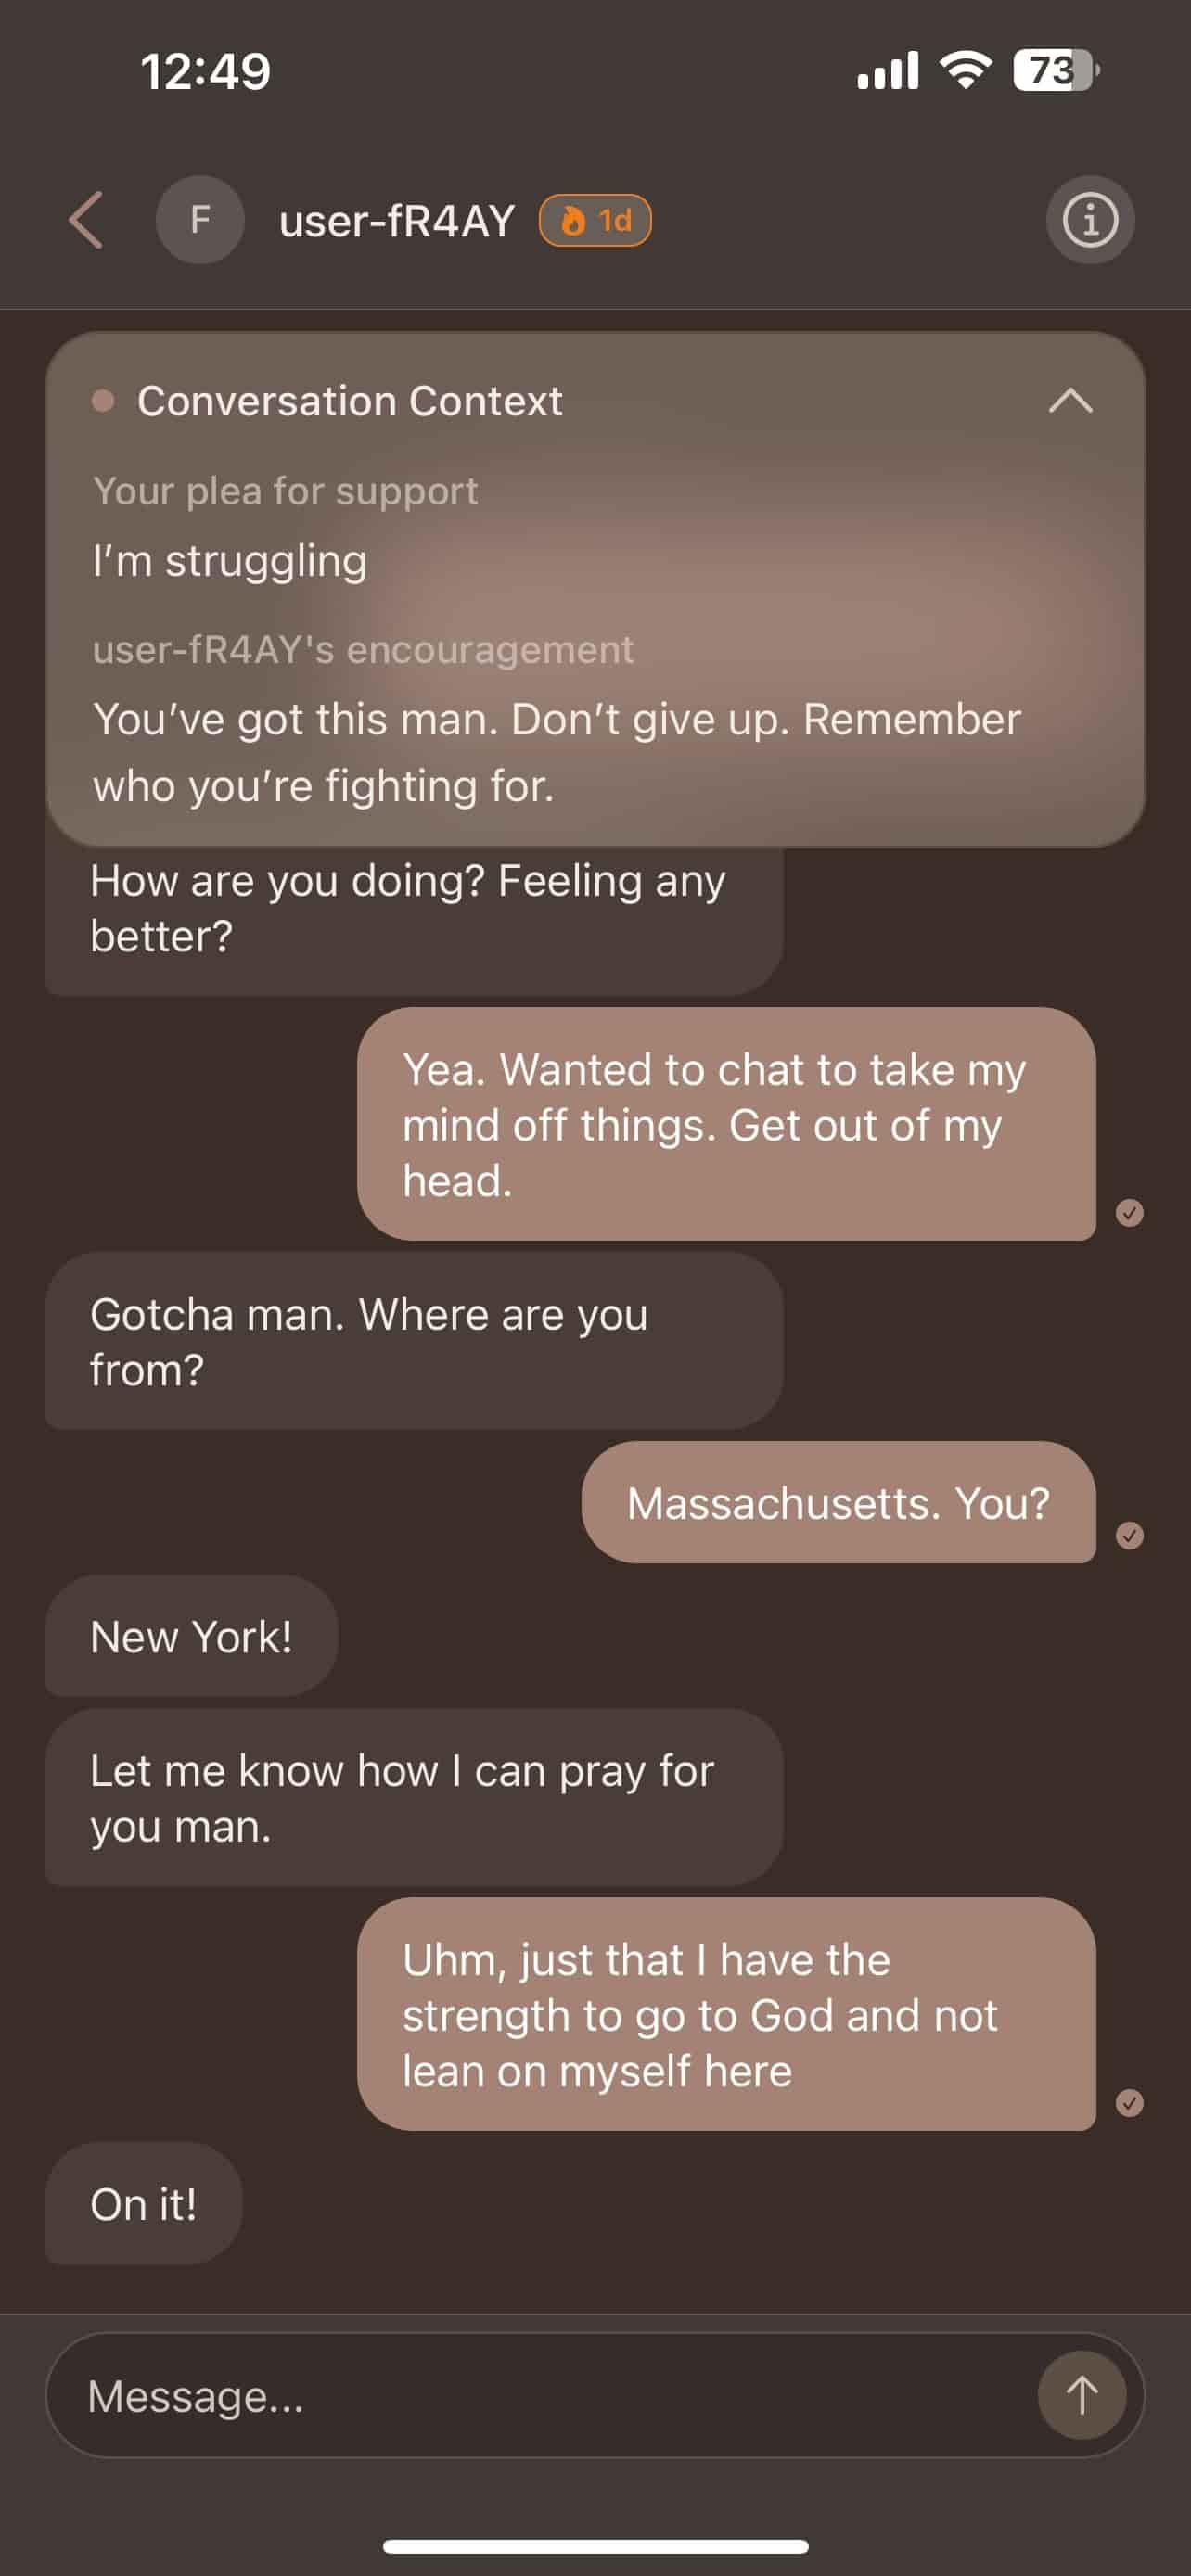 12:49
73
F
user-fR4AY
1d
Conversation Context
Your plea for support
I’m struggling
user-fR4AY's encouragement
You’ve got this man. Don’t give up. Remember
who you’re fighting for.
How are you doing? Feeling any
better?
Yea. Wanted to chat to take my
mind off things. Get out of my
head.
Gotcha man. Where are you
from?
Massachusetts. You?
New York!
Let me know how I can pray for
you man.
Uhm, just that I have the
strength to go to God and not
lean on myself here
On it!
Message...